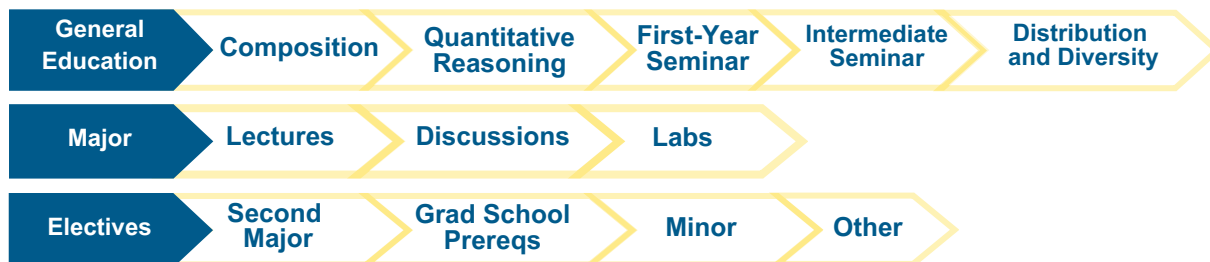 General
Education
Composition
Quantitative
Reasoning
First-Year
Seminar
Intermediate
Seminar
Distribution
and Diversity
Major
Lectures
Discussions
Labs
Electives
Second
Major
Grad School
Prereqs
Minor
Other